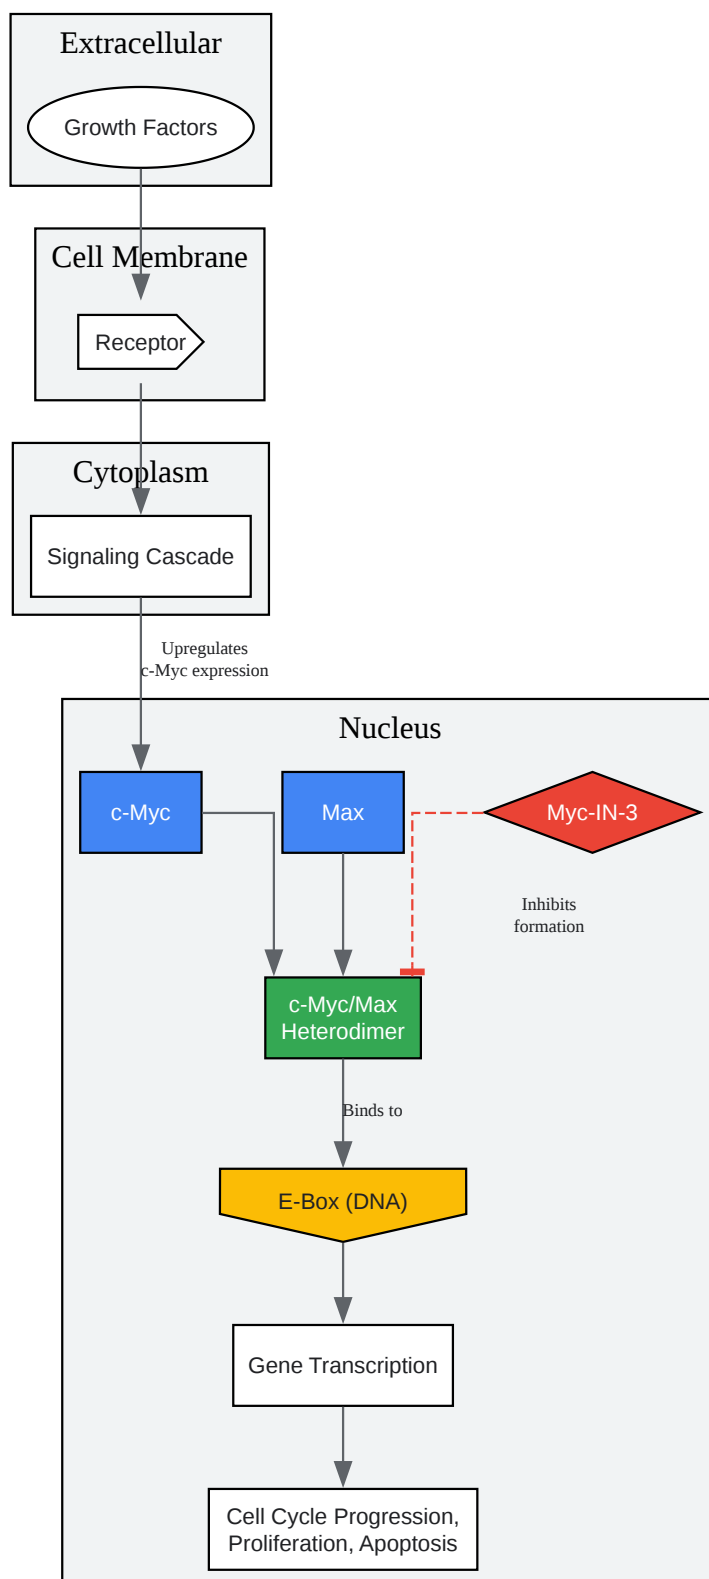 Extracellular
Growth Factors
Cell Membrane
Receptor
Cytoplasm
Signaling Cascade
Upregulates
c-Myc expression
Nucleus
c-Myc
Max
Myc-IN-3
Inhibits
formation
c-Myc/Max
Heterodimer
Binds to
E-Box (DNA)
Gene Transcription
Cell Cycle Progression,
Proliferation, Apoptosis